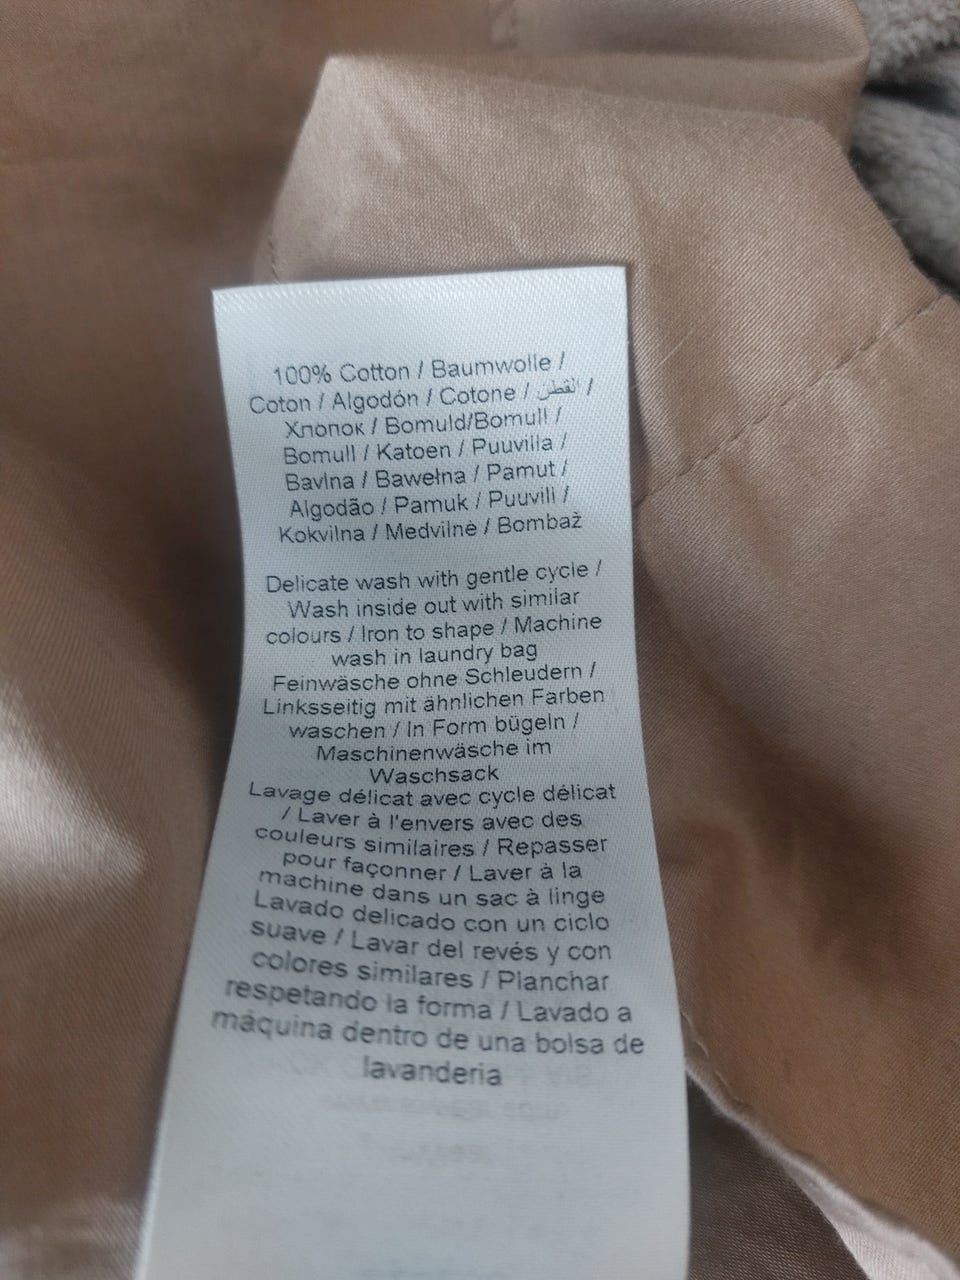 100% Cotton / Baumwolle /
Coton / Algodón / Cotone / القطن /
Хлопок / Bomuld/Bomull /
Bomull / Katoen / Puuvilla /
Bavlna / Bawełna / Pamut /
Algodão / Pamuk / Puuvill /
Kokvilna / Medvilnė / Bombaž
Delicate wash with gentle cycle /
Wash inside out with similar
colours / Iron to shape / Machine
wash in laundry bag
Feinwäsche ohne Schleudern /
Linksseitig mit ähnlichen Farben
waschen / In Form bügeln /
Maschinenwäsche im
Waschsack
Lavage délicat avec cycle délicat
/ Laver à l'envers avec des
couleurs similaires / Repasser
pour façonner / Laver à la
machine dans un sac à linge
Lavado delicado con un ciclo
suave / Lavar del revés y con
colores similares / Planchar
respetando la forma / Lavado a
máquina dentro de una bolsa de
lavanderia